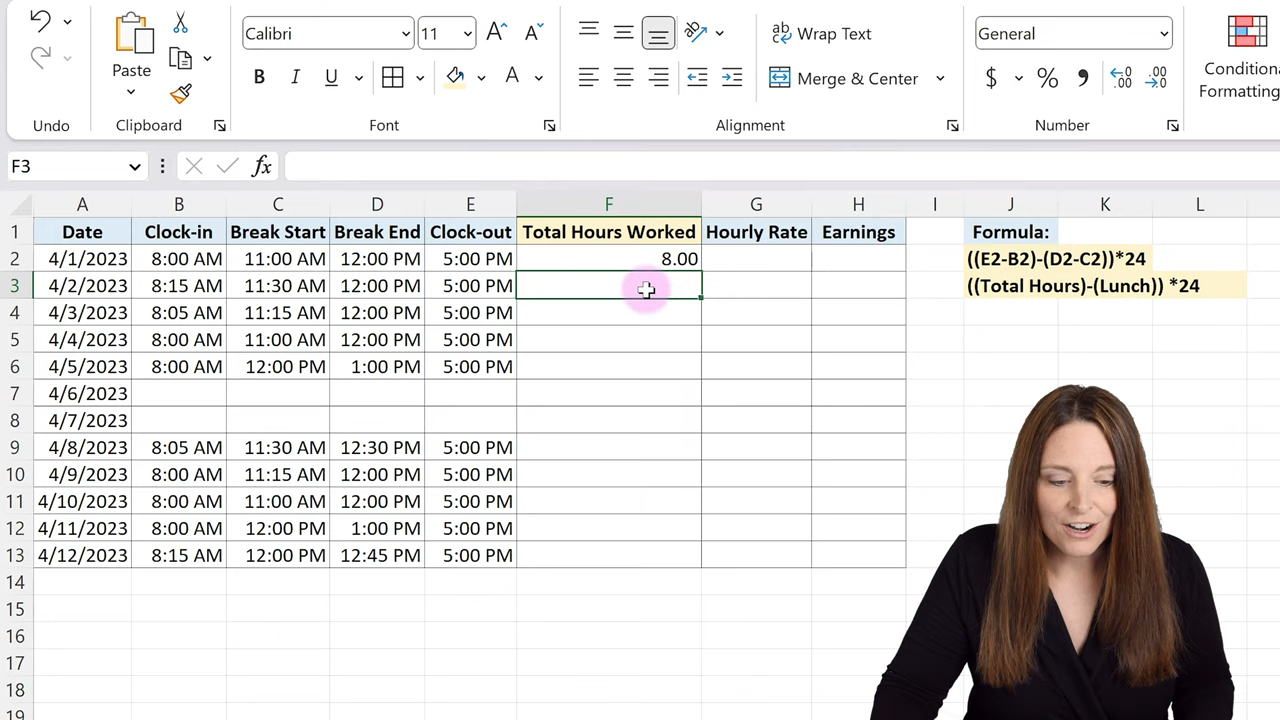 Calibri 11 Wrap Text General
Paste B I U A Merge & Center $ % Conditiona
Formatting
Undo Clipboard Font Alignment Number
F3 fx
A B C D E F G H I J K L
1 Date Clock-in Break Start Break End Clock-out Total Hours Worked Hourly Rate Earnings Formula:
2 4/1/2023 8:00 AM 11:00 AM 12:00 PM 5:00 PM 8.00 ((E2-B2)-(D2-C2))*24
3 4/2/2023 8:15 AM 11:30 AM 12:00 PM 5:00 PM ((Total Hours)-(Lunch)) *24
4 4/3/2023 8:05 AM 11:15 AM 12:00 PM 5:00 PM
5 4/4/2023 8:00 AM 11:00 AM 12:00 PM 5:00 PM
6 4/5/2023 8:00 AM 12:00 PM 1:00 PM 5:00 PM
7 4/6/2023
8 4/7/2023
9 4/8/2023 8:05 AM 11:30 AM 12:30 PM 5:00 PM
10 4/9/2023 8:00 AM 11:15 AM 12:00 PM 5:00 PM
11 4/10/2023 8:00 AM 11:00 AM 12:00 PM 5:00 PM
12 4/11/2023 8:00 AM 12:00 PM 1:00 PM 5:00 PM
13 4/12/2023 8:15 AM 12:00 PM 12:45 PM 5:00 PM
14
15
16
17
18
19